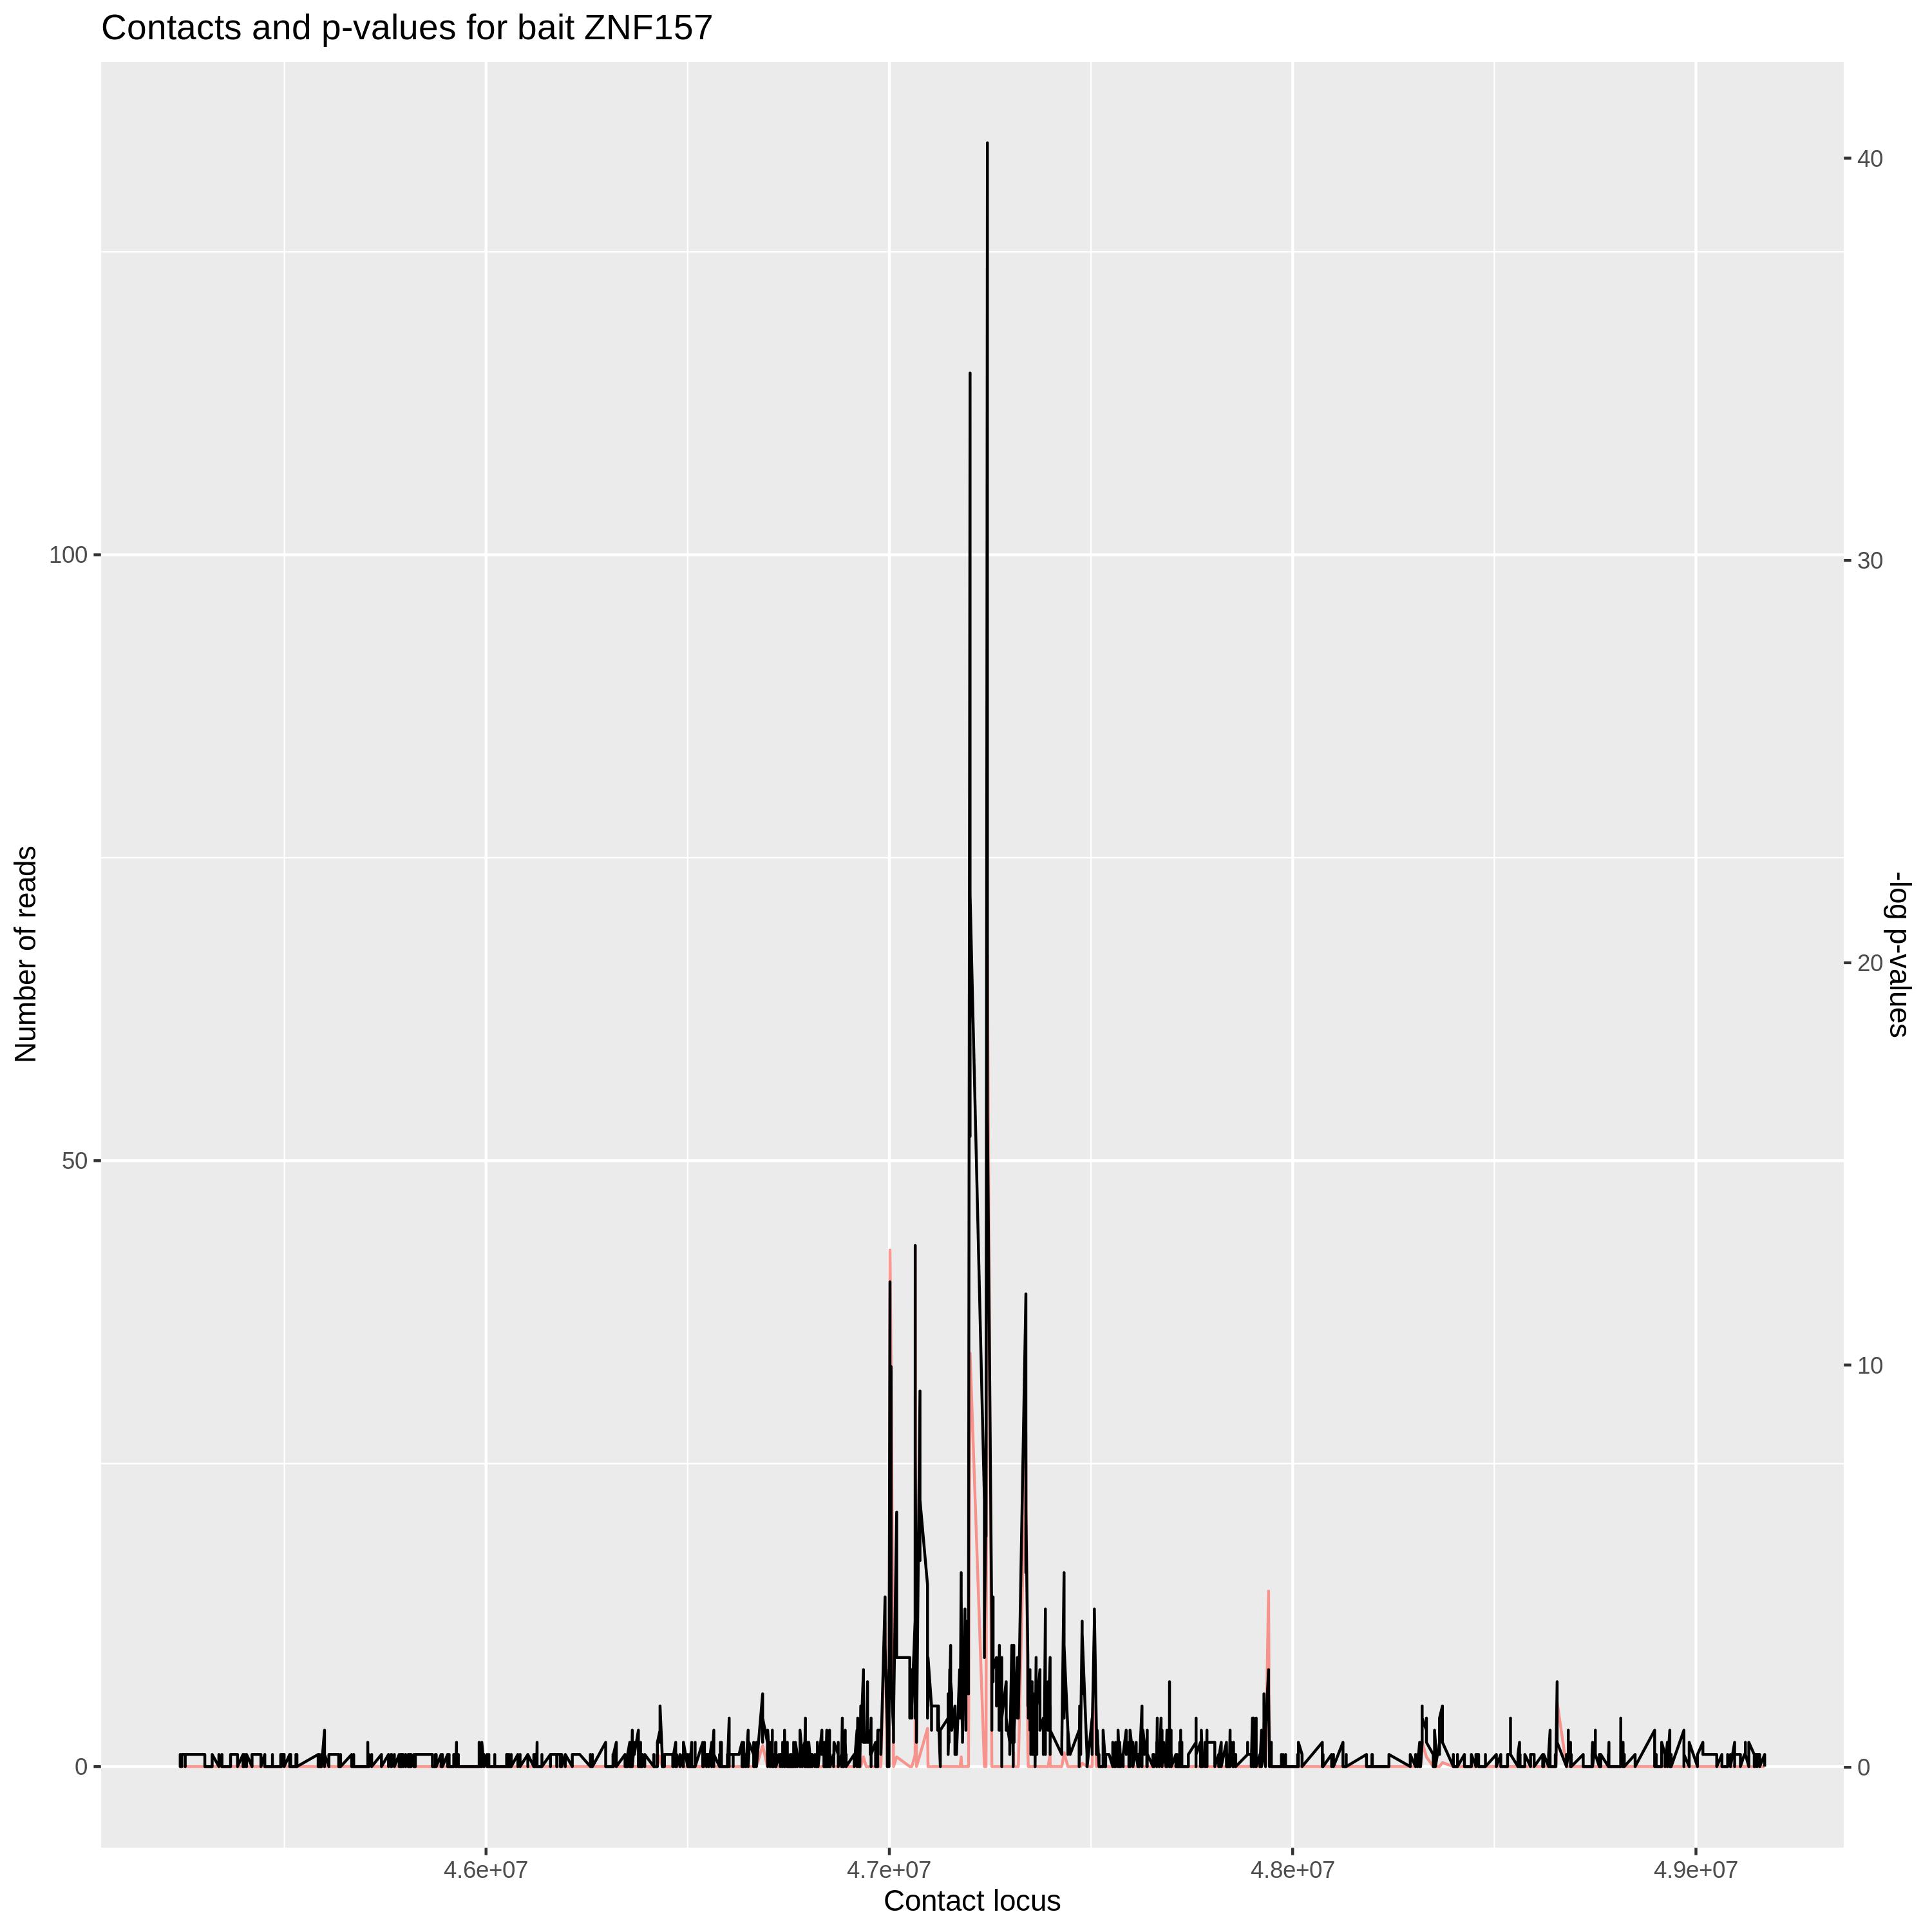 Contacts and p-values for bait ZNF157
Number of reads
100
50
0
40
30
20
10
0
-log p-values
4.6e+07
4.7e+07
4.8e+07
4.9e+07
Contact locus